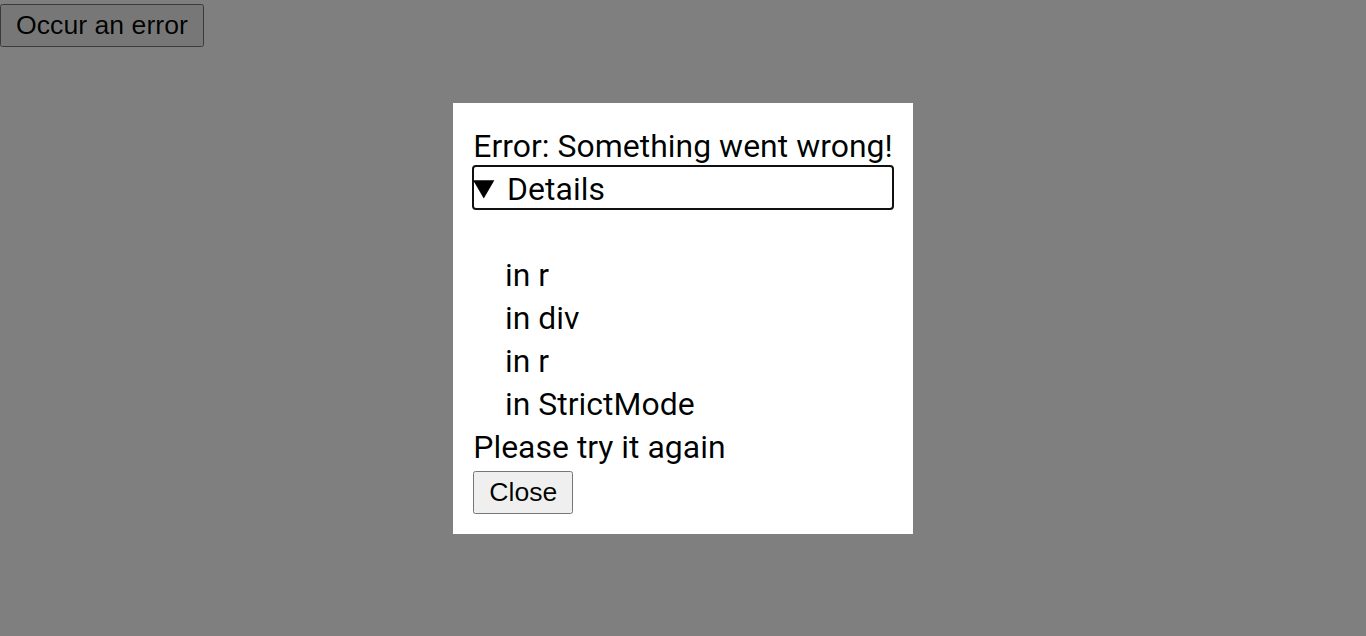 Occur an error
Error: Something went wrong!
Details
in r
in div
in r
in StrictMode
Please try it again
Close